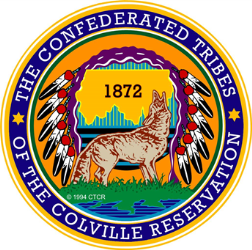 THE CONFEDERATED TRIBES
1872
© 1994 CTCR
OF THE COLVILLE RESERVATION